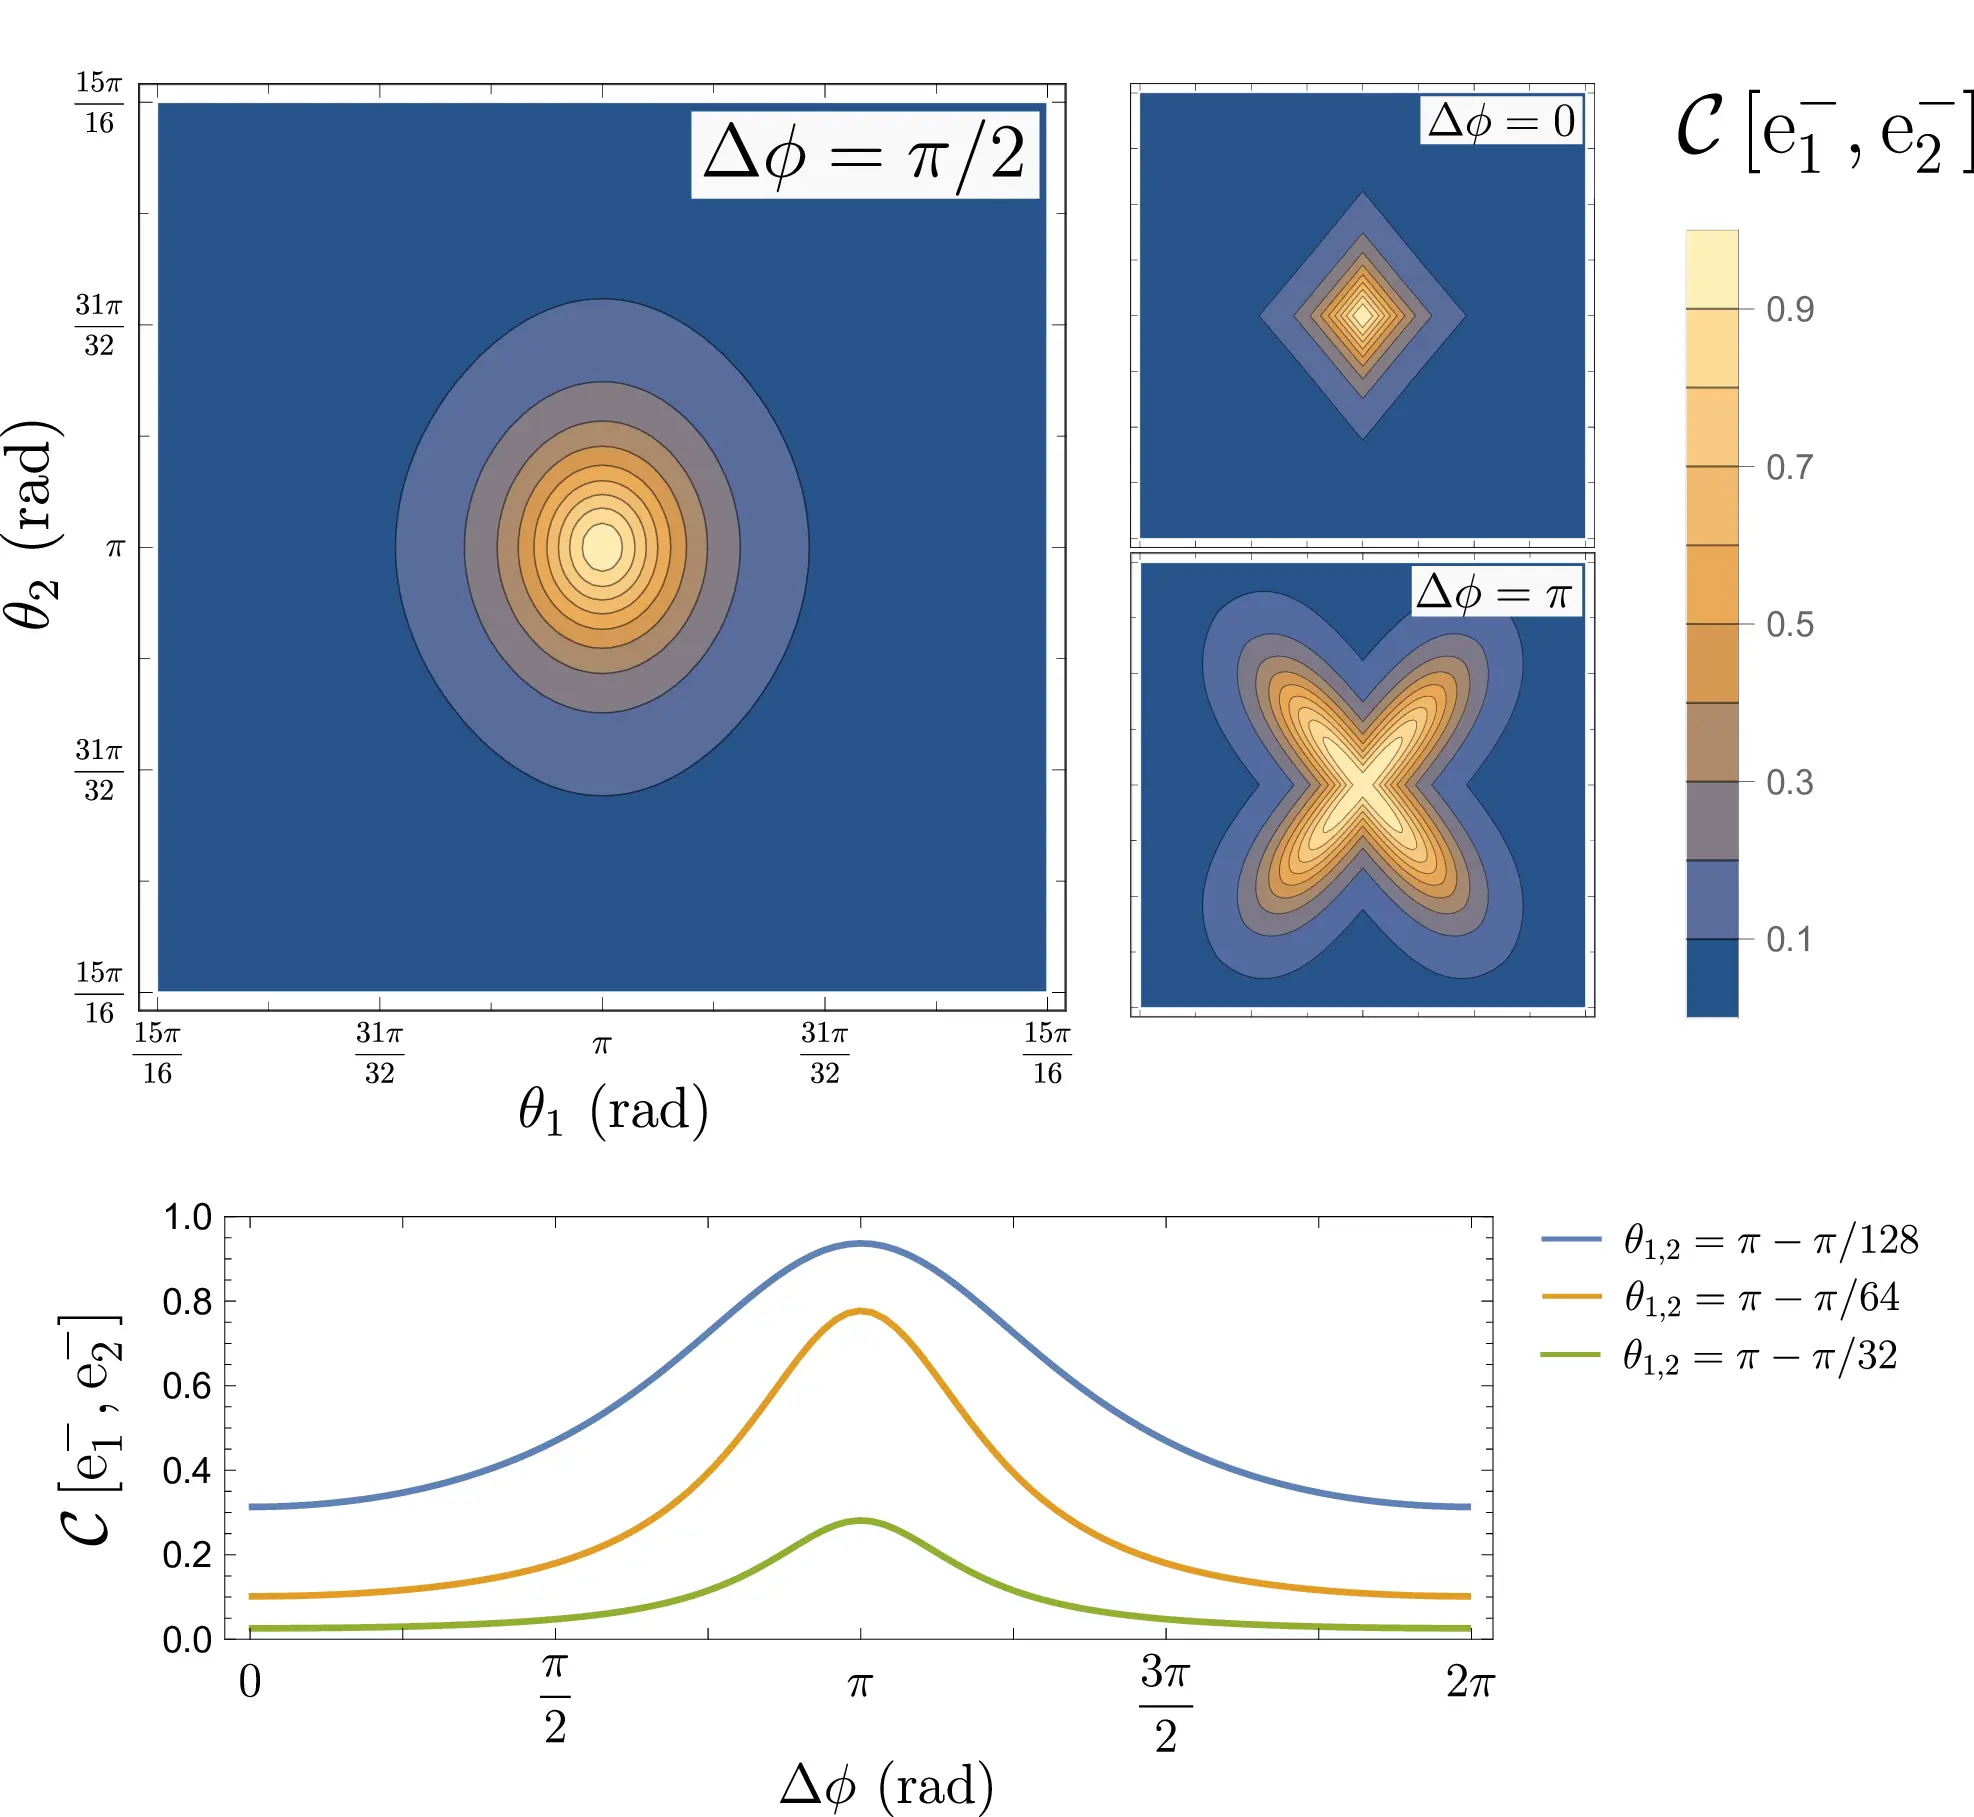 15π/16
31π/32
π
31π/32
15π/16
θ₂ (rad)
Δϕ = π/2
15π/16 31π/32 π 31π/32 15π/16
θ₁ (rad)
Δϕ = 0
Δϕ = π
𝒞 [e₁⁻, e₂⁻]
0.9
0.7
0.5
0.3
0.1
1.0
0.8
0.6
0.4
0.2
0.0
𝒞 [e₁⁻, e₂⁻]
0 π/2 π 3π/2 2π
Δϕ (rad)
θ₁,₂ = π − π/128
θ₁,₂ = π − π/64
θ₁,₂ = π − π/32